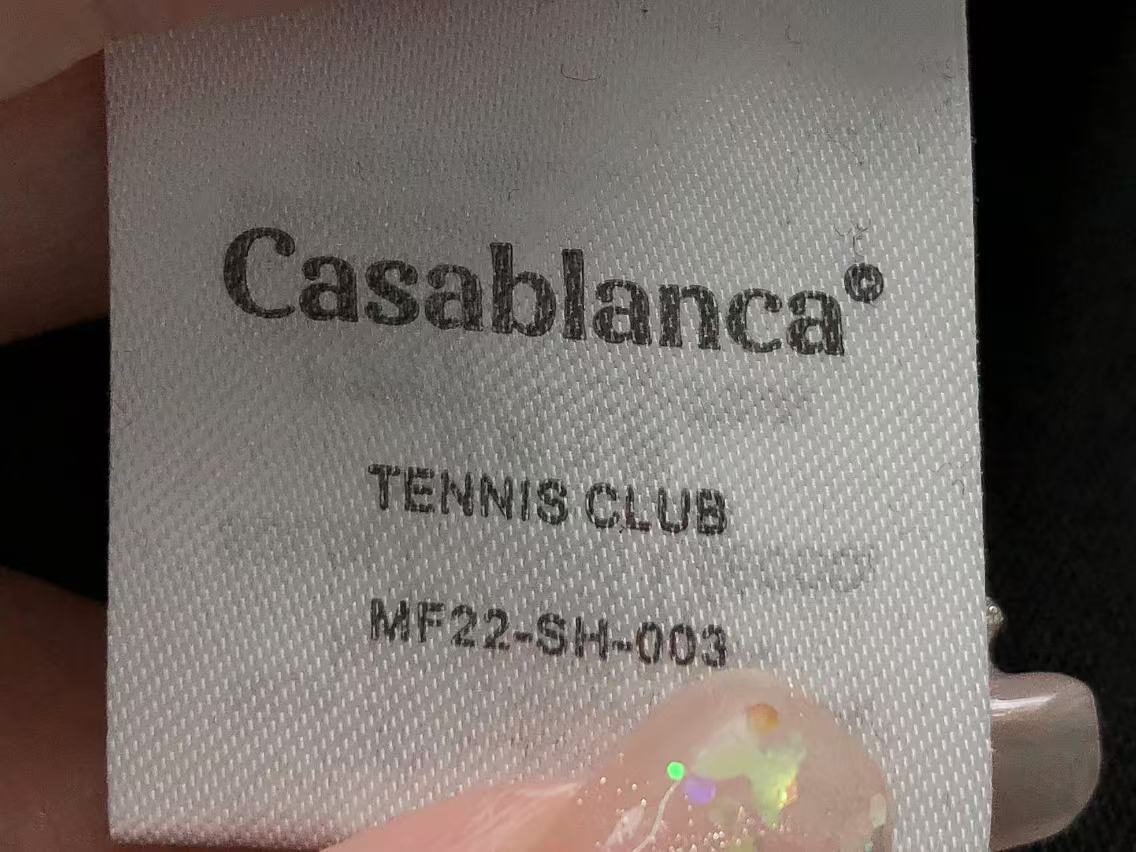 Casablanca©
TENNIS CLUB
MF22-SH-003